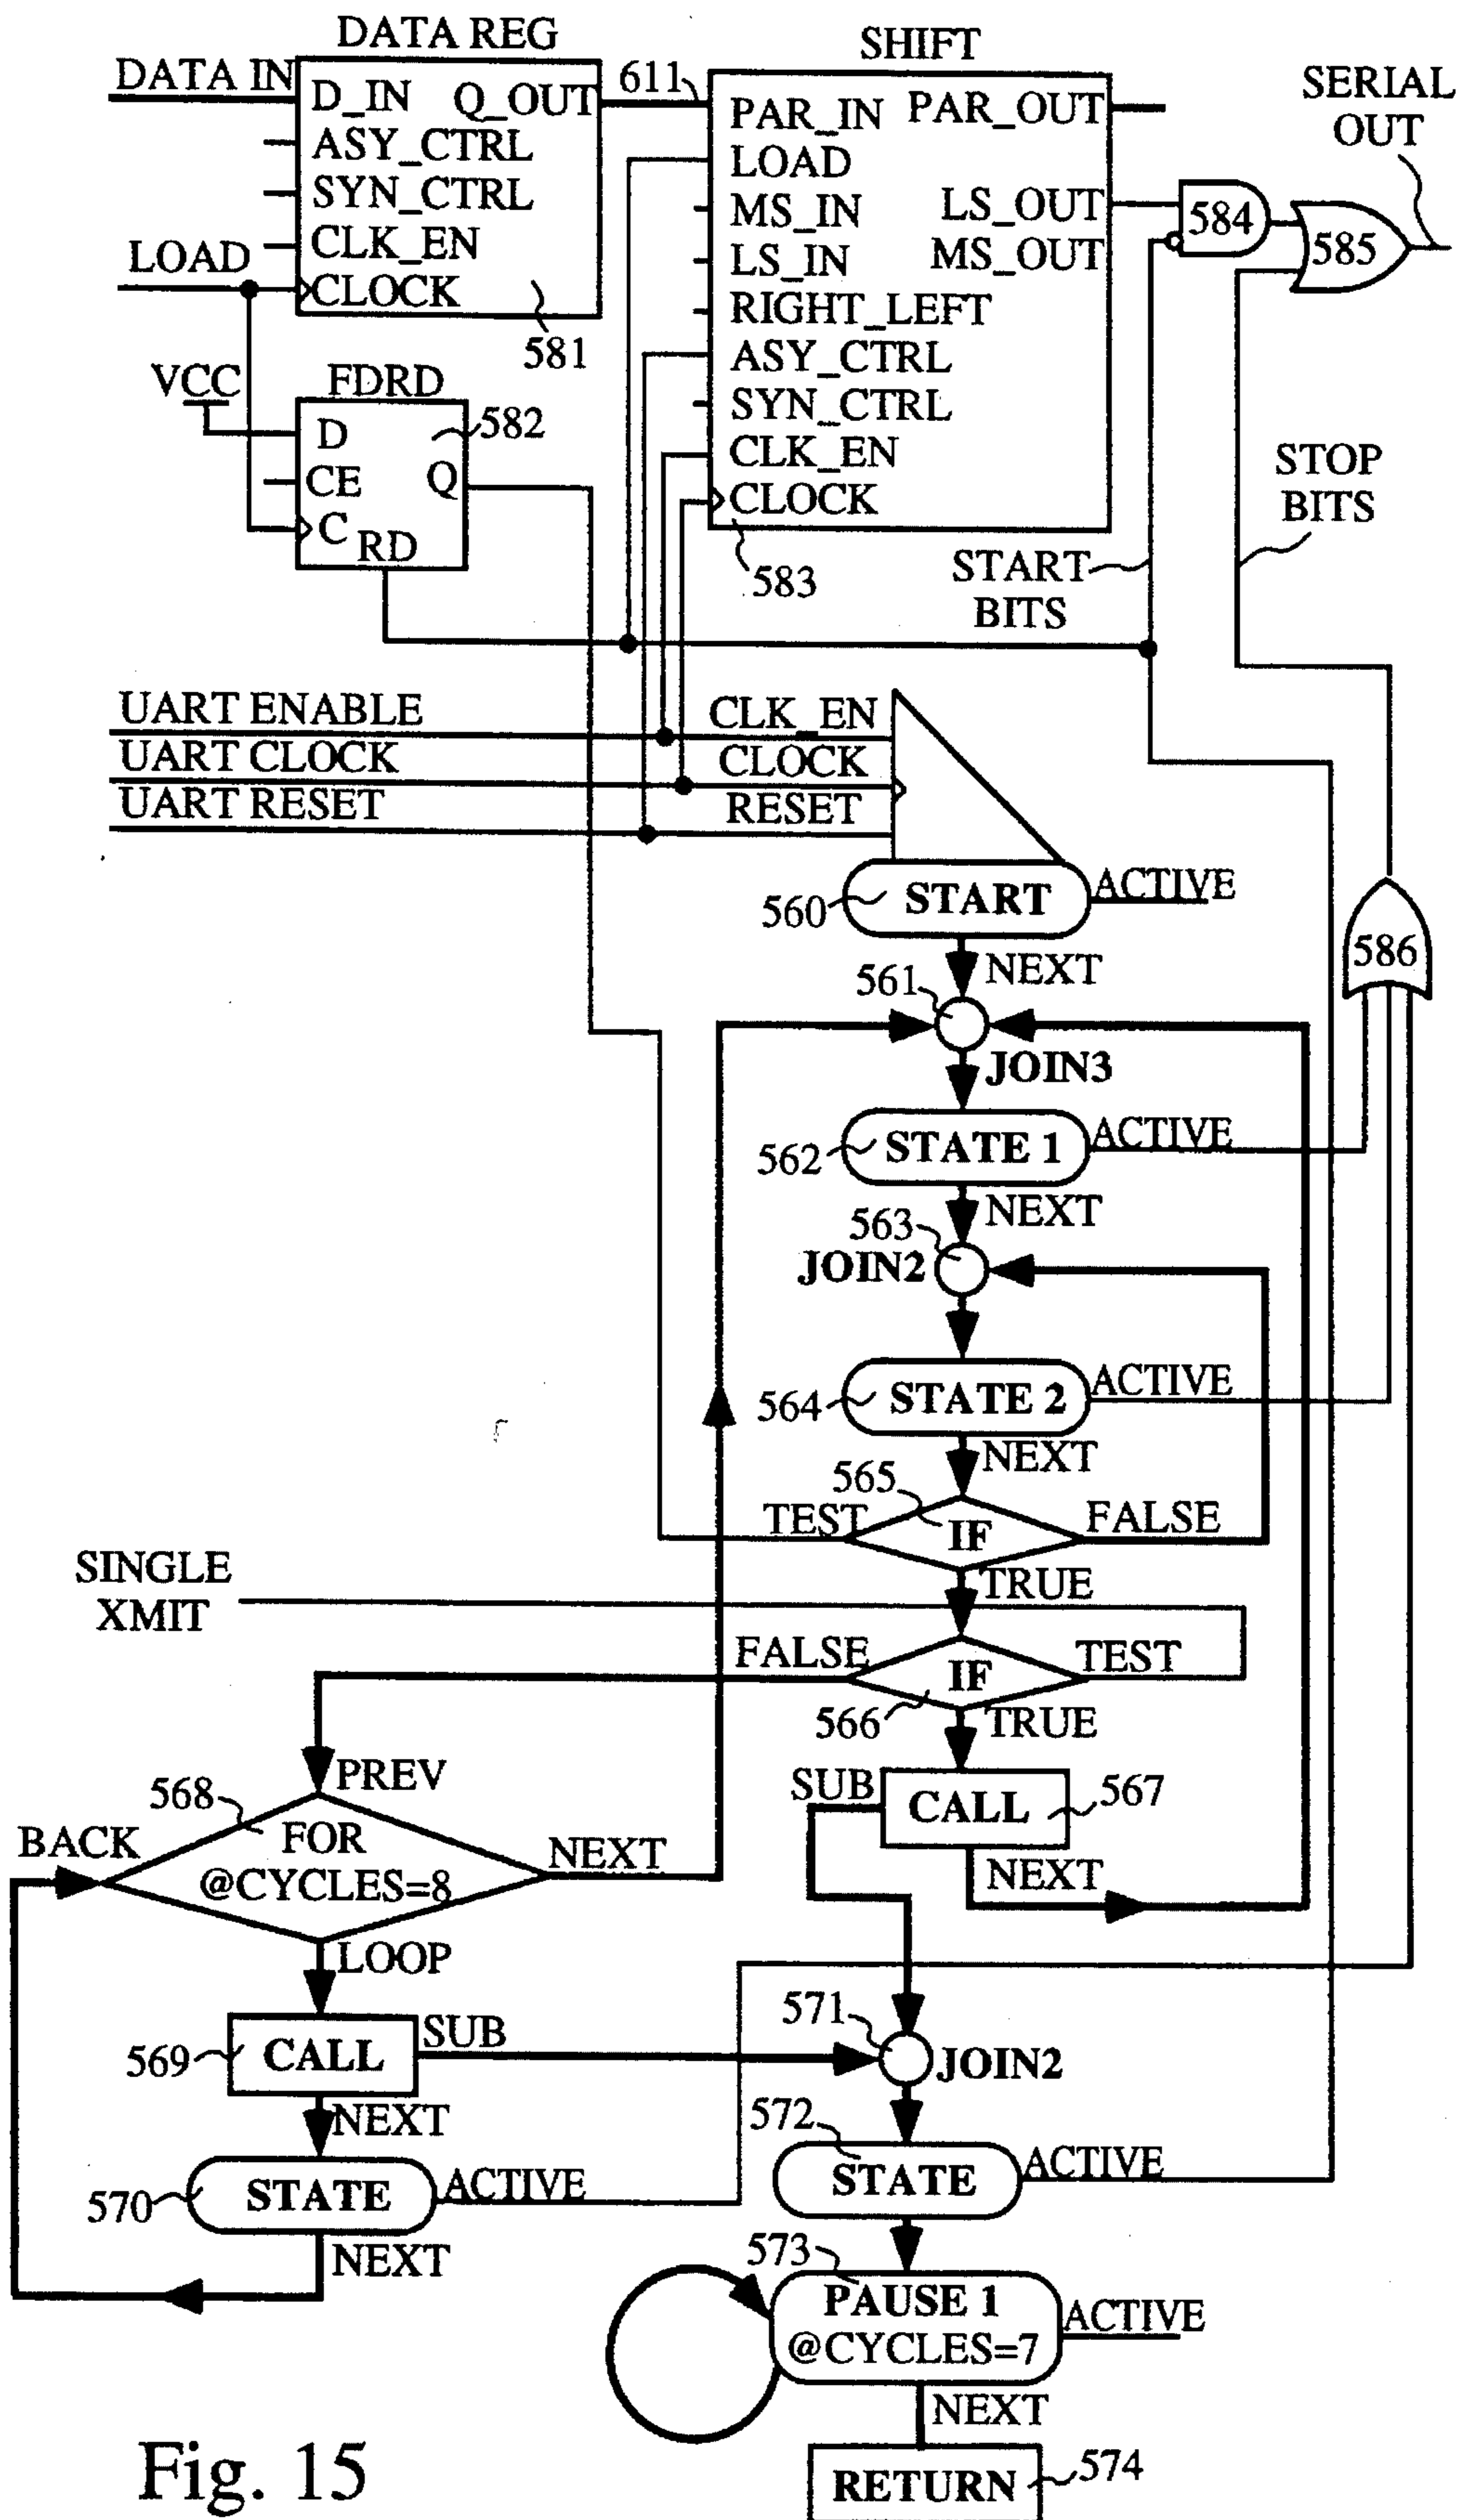 DATA REG
SHIFT
DATA IN
D_IN Q_OUT
611
PAR_IN PAR_OUT
SERIAL
OUT
ASY_CTRL
LOAD
SYN_CTRL
MS_IN LS_OUT
584
585
LOAD
CLK_EN
LS_IN MS_OUT
CLOCK
RIGHT_LEFT
581
ASY_CTRL
VCC
FDRD
SYN_CTRL
D
582
CLK_EN
STOP
BITS
CE Q
CLOCK
C
RD
583
START
BITS
UART ENABLE
CLK_EN
UART CLOCK
CLOCK
UART RESET
RESET
560
START
ACTIVE
586
561
NEXT
JOIN3
562
STATE 1
ACTIVE
NEXT
563
JOIN2
564
STATE 2
ACTIVE
NEXT
565
TEST
IF
FALSE
SINGLE
XMIT
TRUE
FALSE
IF
TEST
566
TRUE
PREV
568
SUB
CALL
567
BACK
FOR
@CYCLES=8
NEXT
NEXT
LOOP
571
569
CALL
SUB
JOIN2
NEXT
572
570
STATE
ACTIVE
STATE
ACTIVE
NEXT
573
PAUSE 1
@CYCLES=7
ACTIVE
NEXT
Fig. 15
RETURN
574